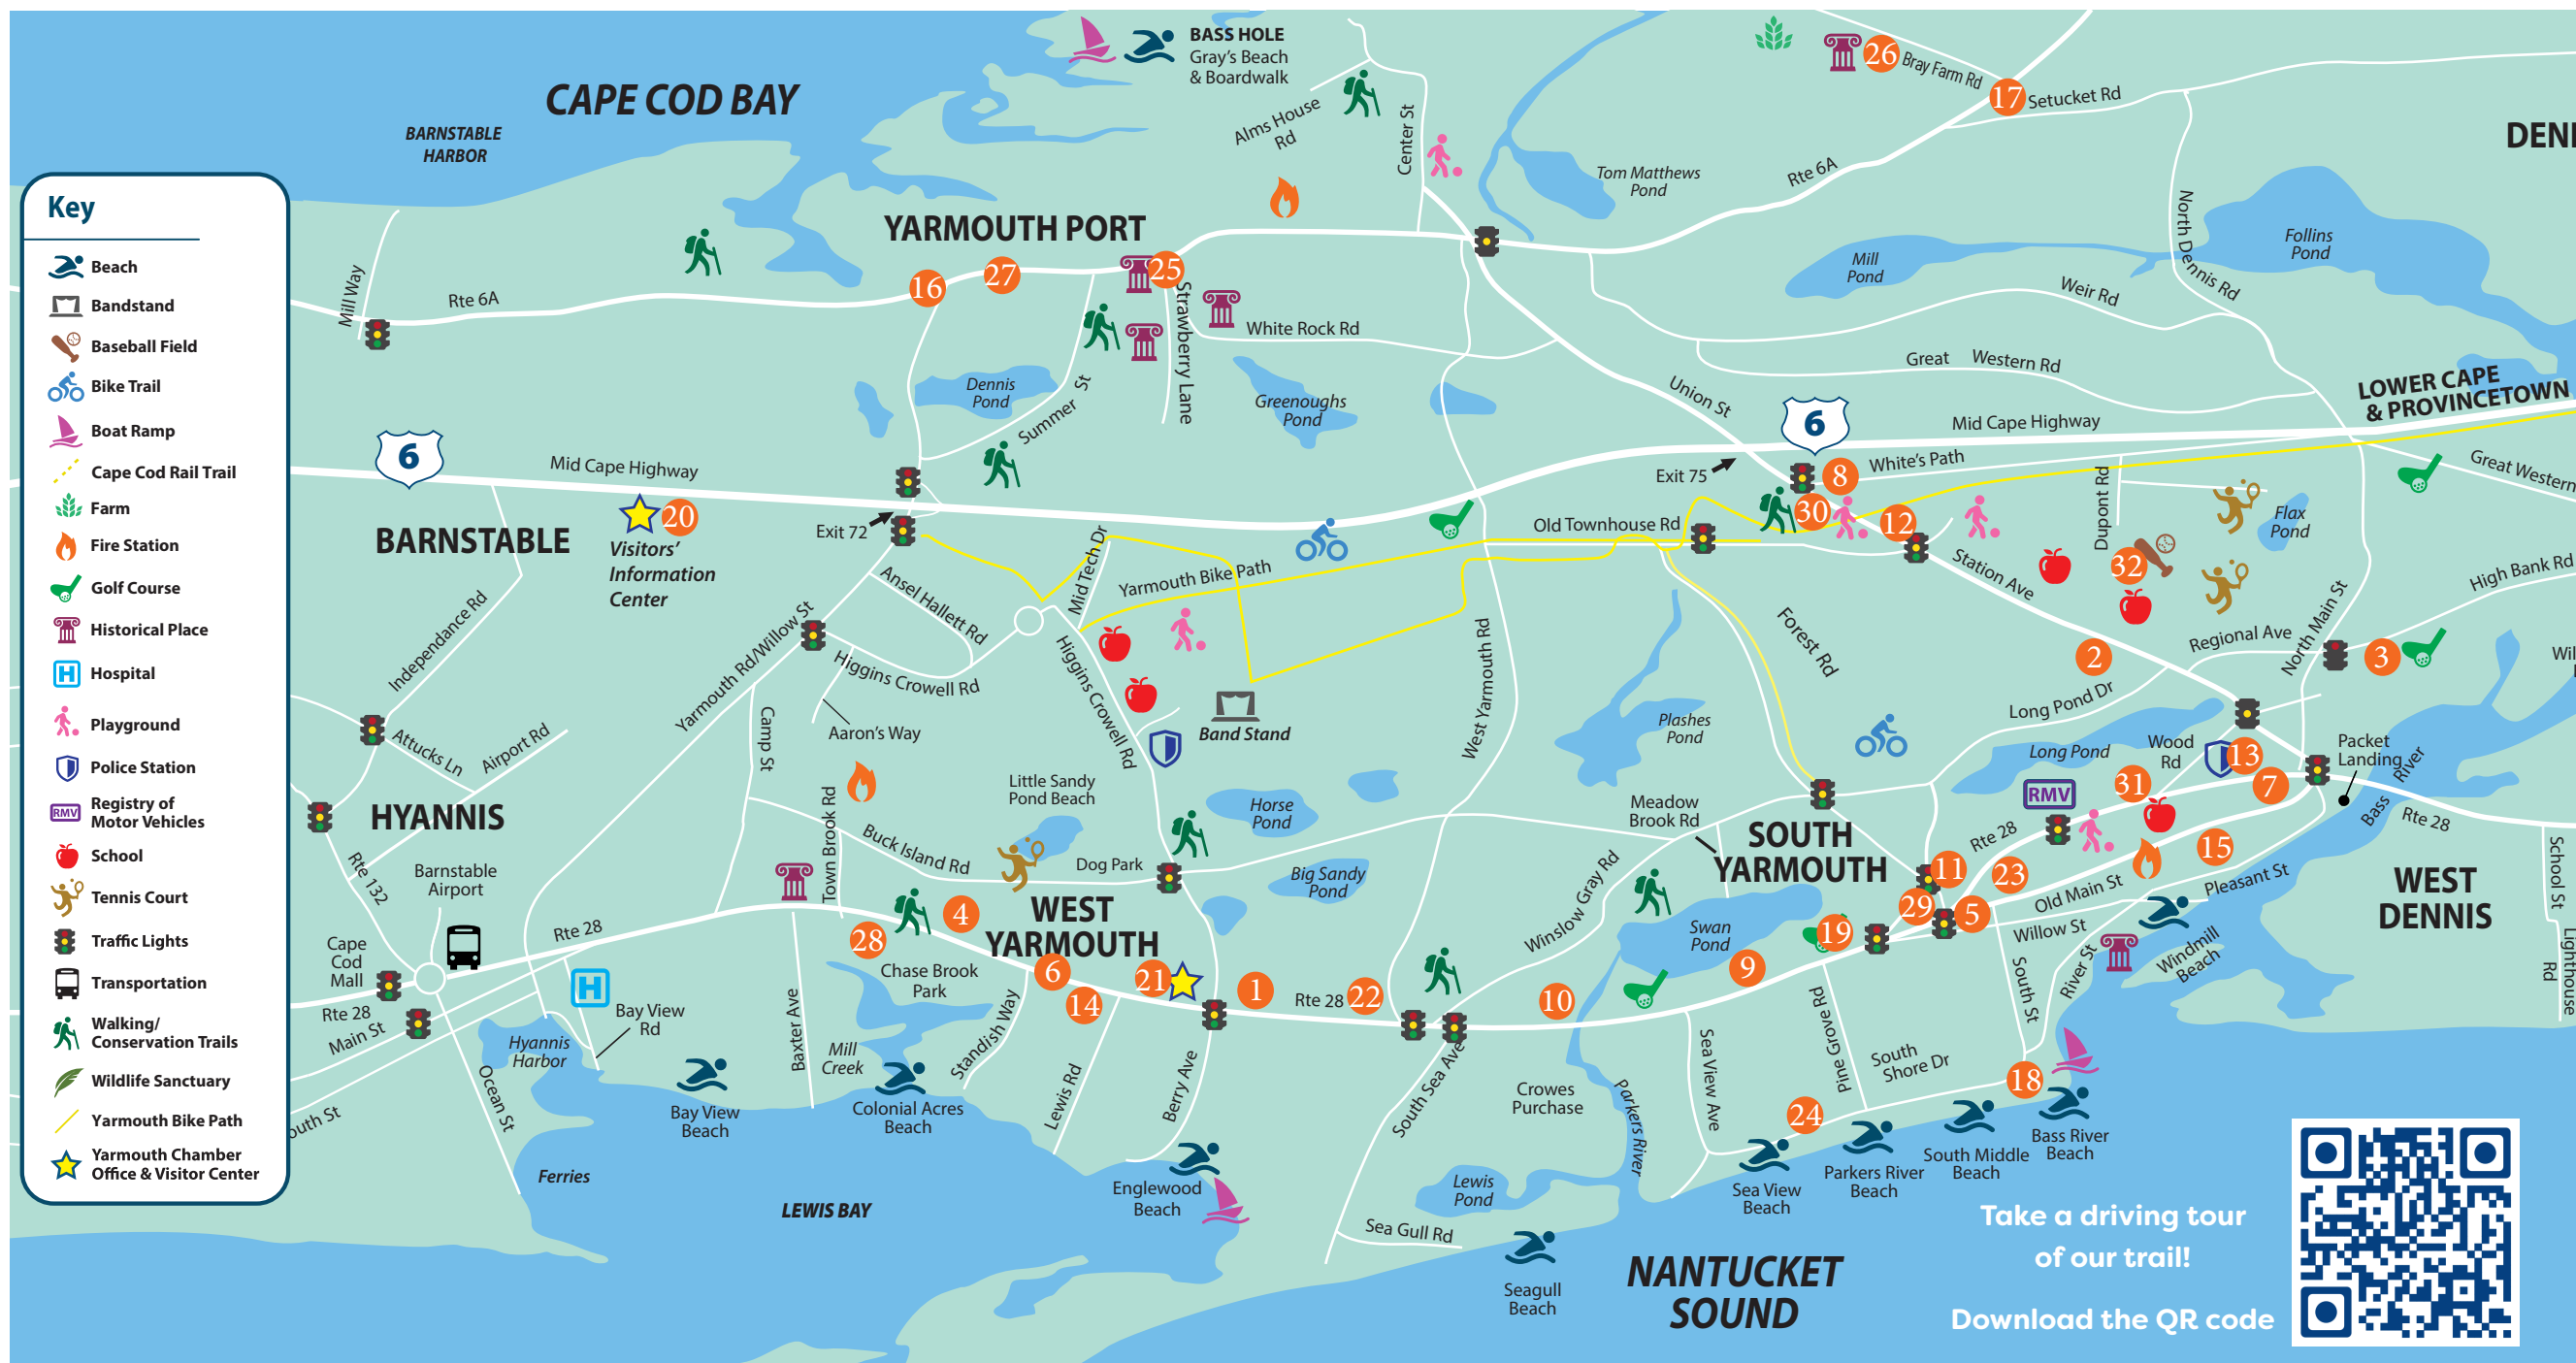 CAPE COD BAY
BARNSTABLE
HARBOR
BASS HOLE
Gray's Beach
& Boardwalk
Alms House
Rd
Center St
26
Bray Farm Rd
17
Setucket Rd
Rte 6A
Tom Matthews
Pond
North Dennis Rd
Follins
Pond
Mill
Pond
Weir Rd
Great Western Rd
LOWER CAPE
& PROVINCETOWN
Key
Beach
Bandstand
Baseball Field
Bike Trail
Boat Ramp
Cape Cod Rail Trail
Farm
Fire Station
Golf Course
Historical Place
H
Hospital
Playground
Police Station
RMV
Registry of
Motor Vehicles
School
Tennis Court
Traffic Lights
Transportation
Walking/
Conservation Trails
Wildlife Sanctuary
Yarmouth Bike Path
Yarmouth Chamber
Office & Visitor Center
Mill Way
Rte 6A
YARMOUTH PORT
16
27
25
Strawberry Lane
White Rock Rd
Dennis
Pond
Summer St
Greenoughs
Pond
Union St
6
Mid Cape Highway
6
Mid Cape Highway
Exit 75
8
White's Path
30
12
Dupont Rd
Great Western
Flax
Pond
BARNSTABLE
20
Visitors'
Information
Center
Exit 72
Old Townhouse Rd
Mid Tech Dr
Yarmouth Bike Path
Ansel Hallett Rd
Independance Rd
Yarmouth Rd/Willow St
Higgins Crowell Rd
Higgins Crowell Rd
Station Ave
32
High Bank Rd
Forest Rd
2
Regional Ave
North Main St
3
Wil
Attucks Ln
Airport Rd
Camp St
Aaron's Way
Band Stand
West Yarmouth Rd
Plashes
Pond
Long Pond Dr
Long Pond
Wood
Rd
13
Packet
Landing
7
31
RMV
Bass River
Rte 28
HYANNIS
Little Sandy
Pond Beach
Horse
Pond
Meadow
Brook Rd
SOUTH
YARMOUTH
Rte 28
Town Brook Rd
Buck Island Rd
Dog Park
Big Sandy
Pond
Winslow Gray Rd
11
23
15
Old Main St
Pleasant St
WEST
DENNIS
School St
Rte 132
Barnstable
Airport
Rte 28
28
4
WEST
YARMOUTH
Swan
Pond
29
5
19
Willow St
Windmill
Beach
Lighthouse
Rd
Cape
Cod
Mall
Rte 28
Main St
H
Bay View
Rd
Chase Brook
Park
6
14
21
1
Rte 28
22
10
9
South St
River St
Hyannis
Harbor
Baxter Ave
Mill
Creek
Standish Way
Lewis Rd
Berry Ave
South Sea Ave
Crowes
Purchase
Parkers River
Sea View Ave
Pine Grove Rd
South
Shore Dr
18
24
Ocean St
outh St
Bay View
Beach
Colonial Acres
Beach
Englewood
Beach
Lewis
Pond
Sea Gull Rd
Sea View
Beach
Parkers River
Beach
South Middle
Beach
Bass River
Beach
Ferries
LEWIS BAY
Seagull
Beach
NANTUCKET
SOUND
Take a driving tour
of our trail!
Download the QR code